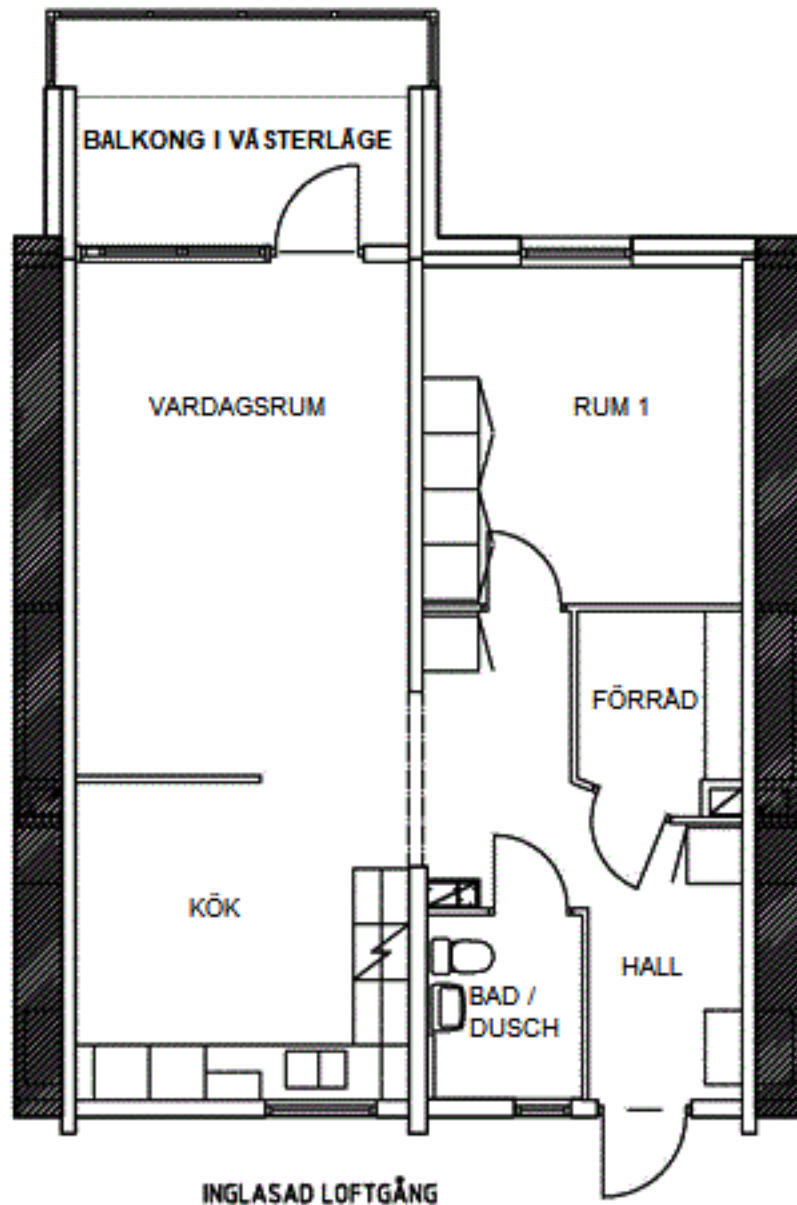 BALKONG I VÄSTERLÄGE
VARDAGSRUM
RUM 1
FÖRRÅD
KÖK
HALL
BAD /
DUSCH
INGLASAD LOFTGÅNG